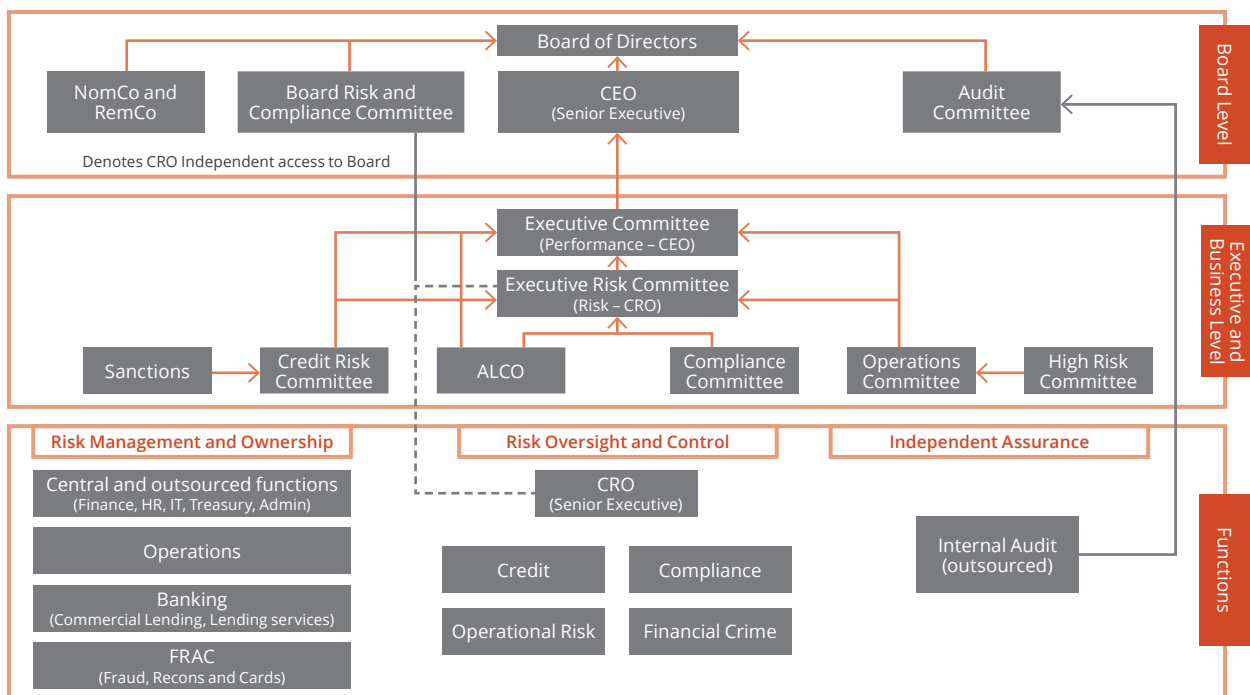 Board of Directors
NomCo and
RemCo
Board Risk and
Compliance Committee
CEO
(Senior Executive)
Audit
Committee
Denotes CRO Independent access to Board
Board Level
Executive Committee
(Performance – CEO)
Executive Risk Committee
(Risk – CRO)
Sanctions
Credit Risk
Committee
ALCO
Compliance
Committee
Operations
Committee
High Risk
Committee
Executive and
Business Level
Risk Management and Ownership
Risk Oversight and Control
Independent Assurance
Central and outsourced functions
(Finance, HR, IT, Treasury, Admin)
Operations
Banking
(Commercial Lending, Lending services)
FRAC
(Fraud, Recons and Cards)
CRO
(Senior Executive)
Credit
Compliance
Operational Risk
Financial Crime
Internal Audit
(outsourced)
Functions